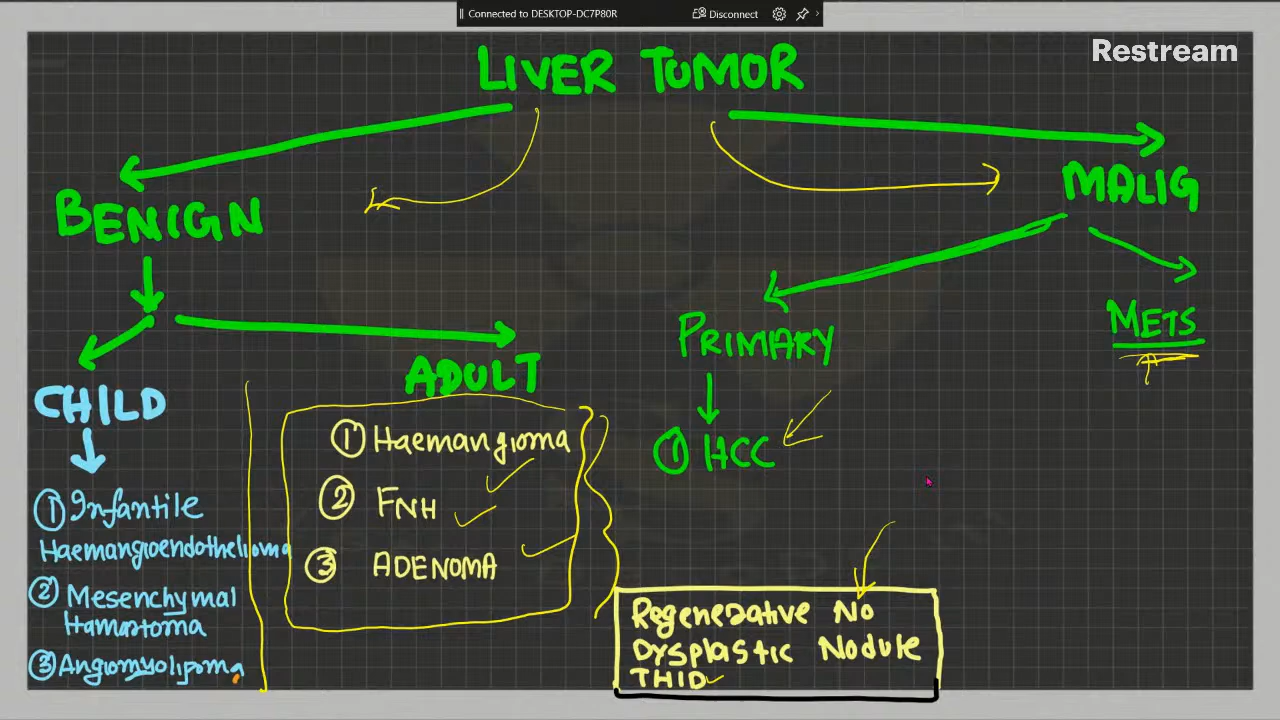 Connected to DESKTOP-DC7P80R
Disconnect
Restream
LIVER TUMOR
BENIGN
MALIG
CHILD
① Infantile
Haemangioendothelioma
② Mesenchymal
Hamartoma
③ Angiomyolipoma
ADULT
① Haemangioma
② FNH
③ ADENOMA
PRIMARY
① HCC
METS
Regenerative No
Dysplastic Nodule
THID